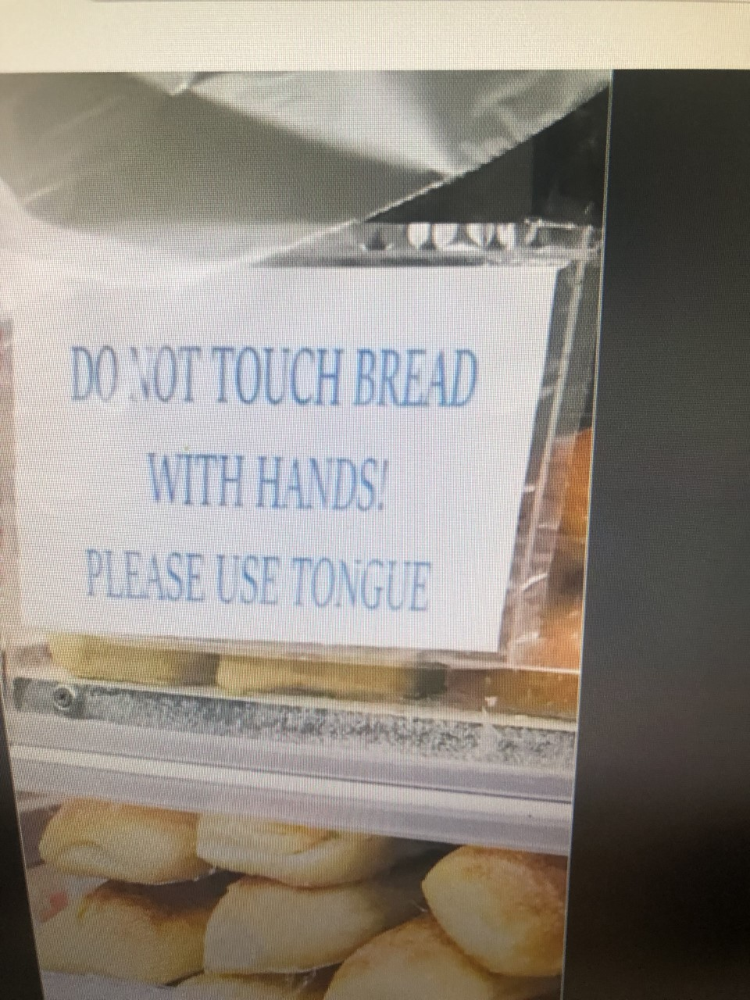 DO NOT TOUCH BREAD
WITH HANDS!
PLEASE USE TONGUE